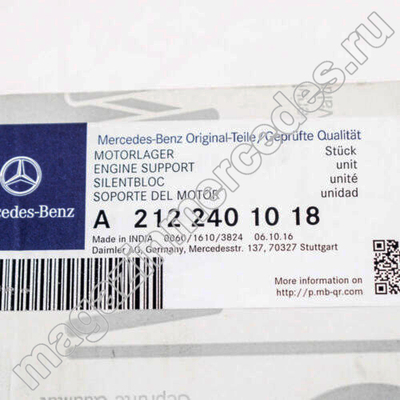 Mercedes-Benz Original-Teile / Geprüfte Qualität
MOTORLAGER Stück
ENGINE SUPPORT unit
SILENTBLOC unité
SOPORTE DEL MOTOR unidad
cedes-Benz
A 212 240 10 18
Made in INDIA 0060/1610/3824 06.10.16
Daimler AG, Germany, Mercedesstr. 137, 70327 Stuttgart
More information on
http://p.mb-qr.com/
magazinmercedes.ru